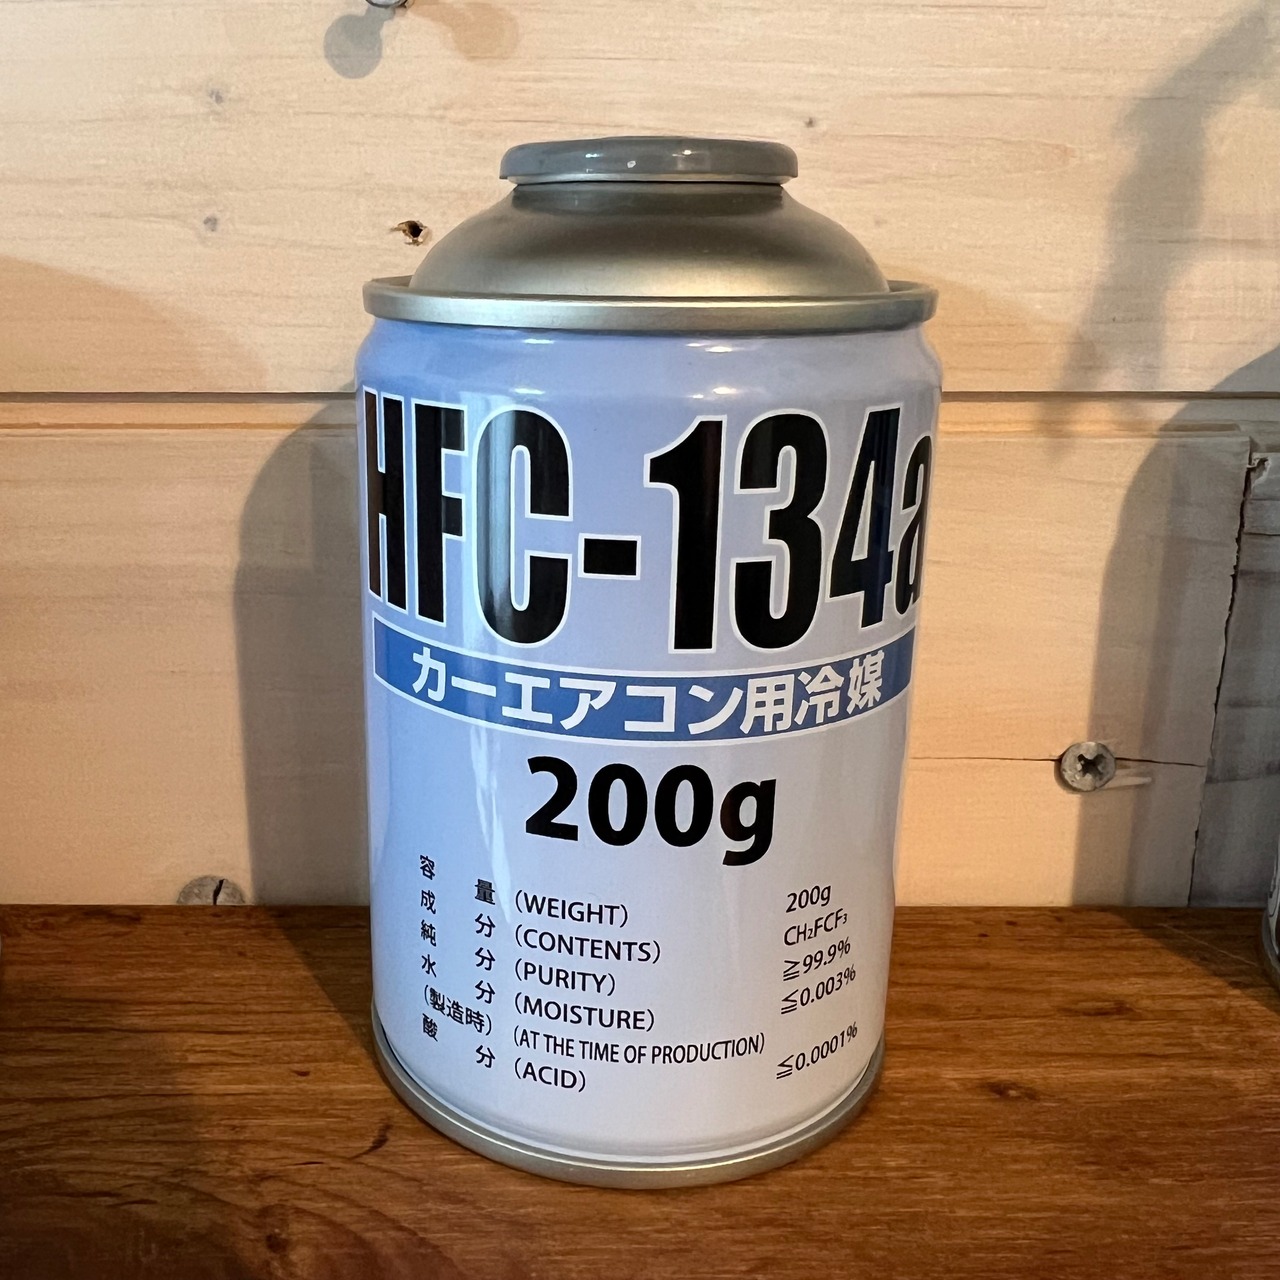 HFC-134a
カーエアコン用冷媒
200g
容量 (WEIGHT) 200g
成分 (CONTENTS) CH₂FCF₃
純分 (PURITY) ≧99.9%
水分 (MOISTURE) ≦0.003%
(製造時) (AT THE TIME OF PRODUCTION)
酸分 (ACID) ≦0.0001%